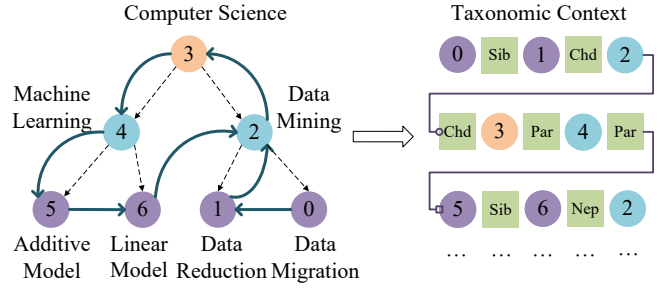 Computer Science
3
Machine
Learning
4
2
Data
Mining
5
6
1
0
Additive
Model
Linear
Model
Data
Reduction
Data
Migration
Taxonomic Context
0 Sib 1 Chd 2
Chd 3 Par 4 Par
5 Sib 6 Nep 2
... ... ... ... ...